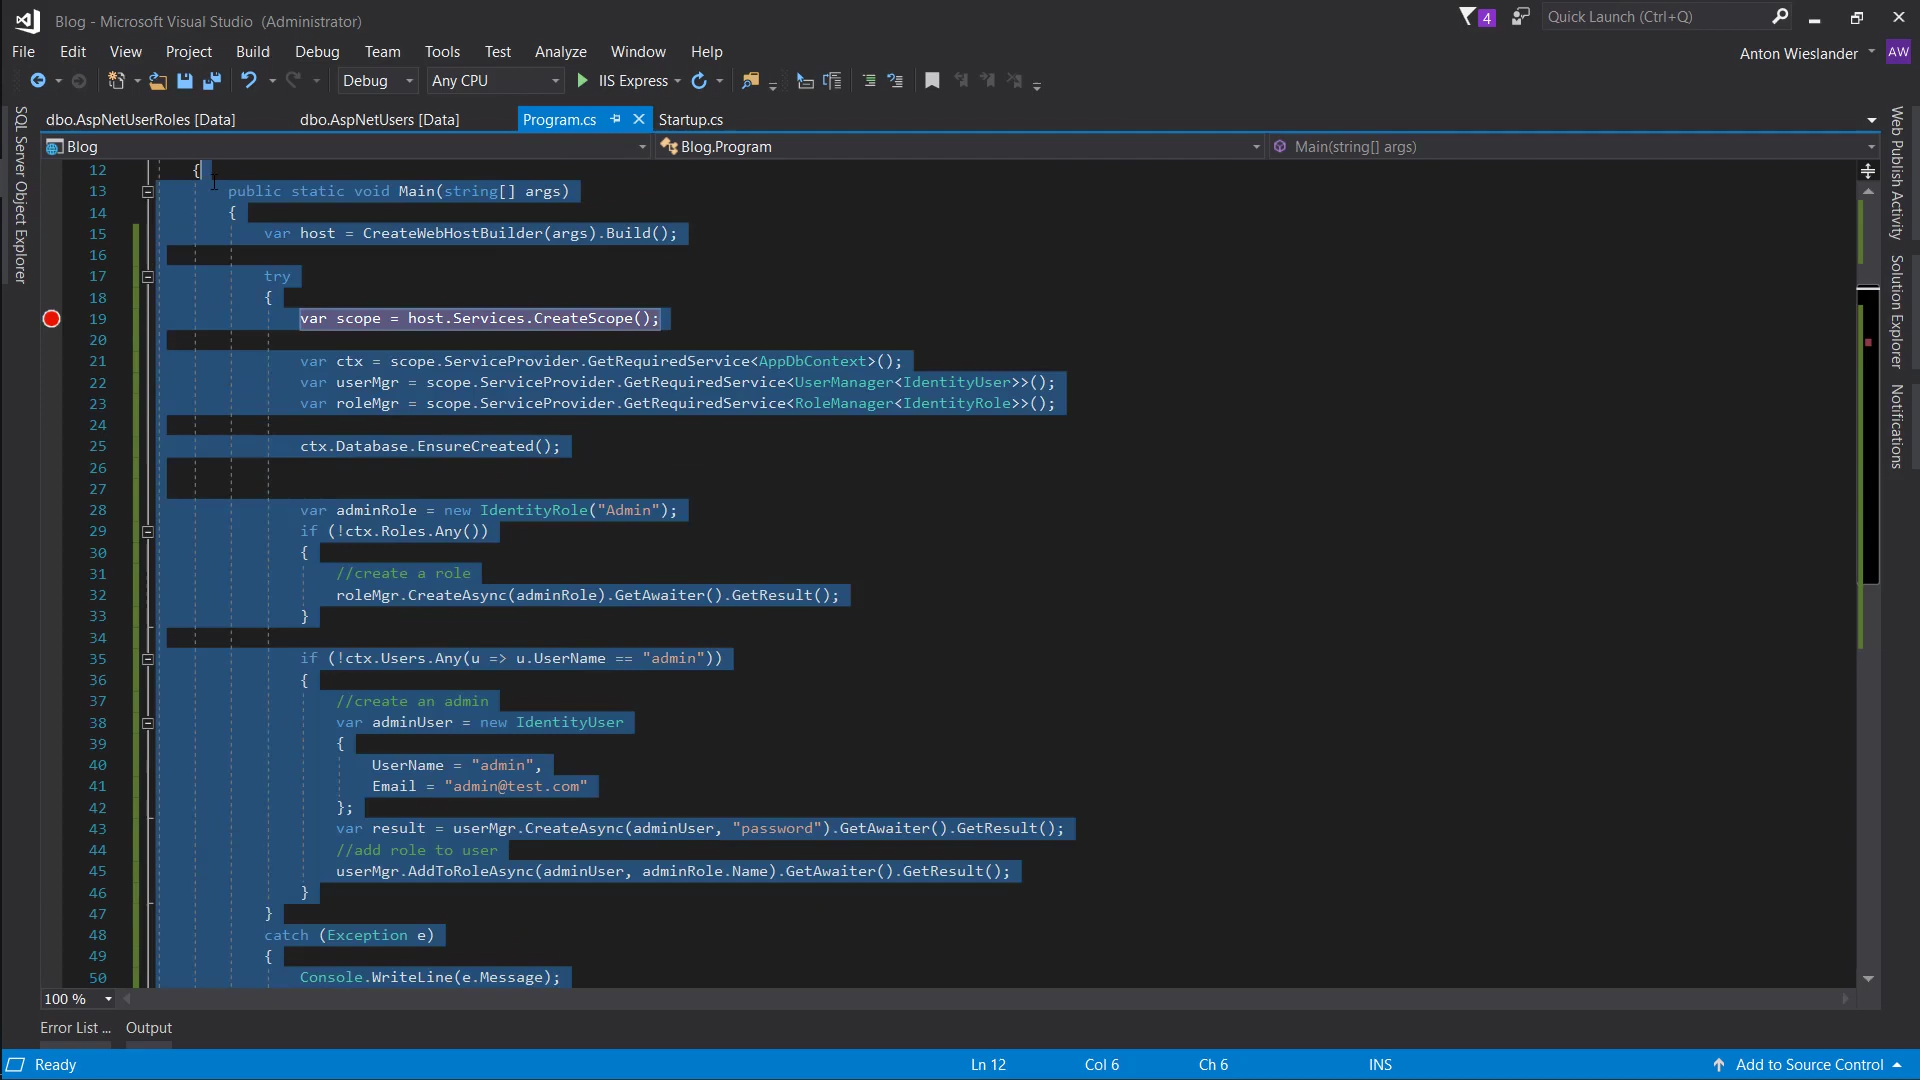 Blog - Microsoft Visual Studio (Administrator)
4
Quick Launch (Ctrl+Q)
File Edit View Project Build Debug Team Tools Test Analyze Window Help
Anton Wieslander AW
Debug Any CPU IIS Express
dbo.AspNetUserRoles [Data] dbo.AspNetUsers [Data] Program.cs Startup.cs
Blog Blog.Program Main(string[] args)
SQL Server Object Explorer
Web Publish Activity
Solution Explorer
Notifications
12 {
13 public static void Main(string[] args)
14 {
15 var host = CreateWebHostBuilder(args).Build();
16
17 try
18 {
19 var scope = host.Services.CreateScope();
20
21 var ctx = scope.ServiceProvider.GetRequiredService<AppDbContext>();
22 var userMgr = scope.ServiceProvider.GetRequiredService<UserManager<IdentityUser>>();
23 var roleMgr = scope.ServiceProvider.GetRequiredService<RoleManager<IdentityRole>>();
24
25 ctx.Database.EnsureCreated();
26
27
28 var adminRole = new IdentityRole("Admin");
29 if (!ctx.Roles.Any())
30 {
31 //create a role
32 roleMgr.CreateAsync(adminRole).GetAwaiter().GetResult();
33 }
34
35 if (!ctx.Users.Any(u => u.UserName == "admin"))
36 {
37 //create an admin
38 var adminUser = new IdentityUser
39 {
40 UserName = "admin",
41 Email = "admin@test.com"
42 };
43 var result = userMgr.CreateAsync(adminUser, "password").GetAwaiter().GetResult();
44 //add role to user
45 userMgr.AddToRoleAsync(adminUser, adminRole.Name).GetAwaiter().GetResult();
46 }
47 }
48 catch (Exception e)
49 {
50 Console.WriteLine(e.Message);
100 %
Error List ... Output
Ready Ln 12 Col 6 Ch 6 INS Add to Source Control